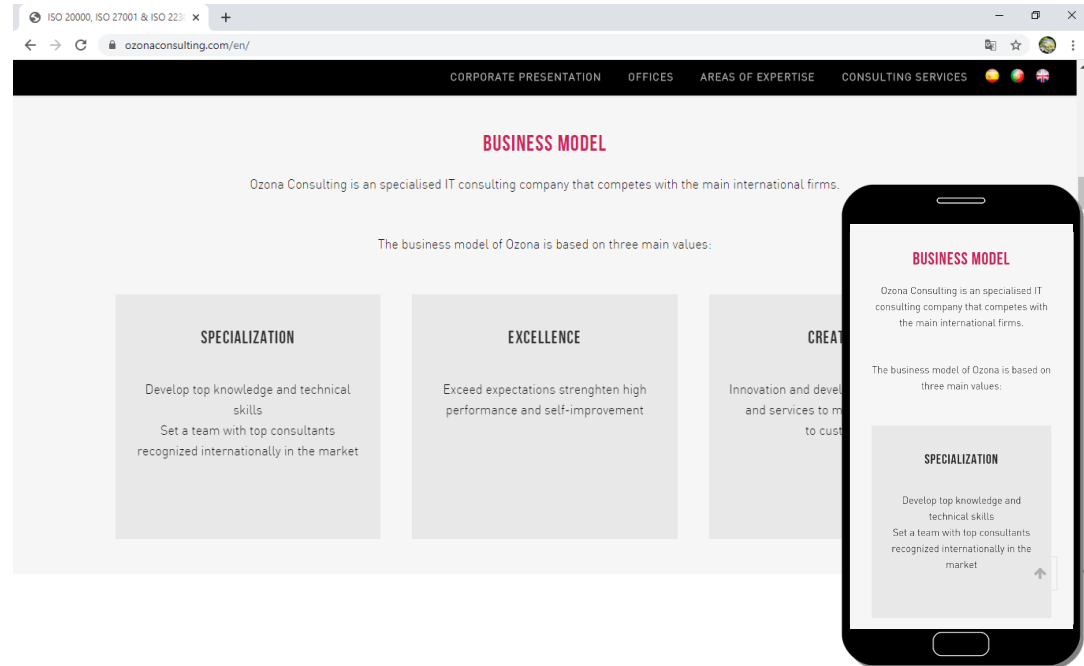 ISO 20000, ISO 27001 & ISO 223
ozonaconsulting.com/en/
CORPORATE PRESENTATION OFFICES AREAS OF EXPERTISE CONSULTING SERVICES
BUSINESS MODEL
Ozona Consulting is an specialised IT consulting company that competes with the main international firms.
The business model of Ozona is based on three main values:
SPECIALIZATION
Develop top knowledge and technical
skills
Set a team with top consultants
recognized internationally in the market
EXCELLENCE
Exceed expectations strenghten high
performance and self-improvement
Innovation and
and services to
to
BUSINESS MODEL
Ozona Consulting is an specialised IT
consulting company that competes with
the main international firms.
The business model of Ozona is based on
three main values:
SPECIALIZATION
Develop top knowledge and
technical skills
Set a team with top consultants
recognized internationally in the
market